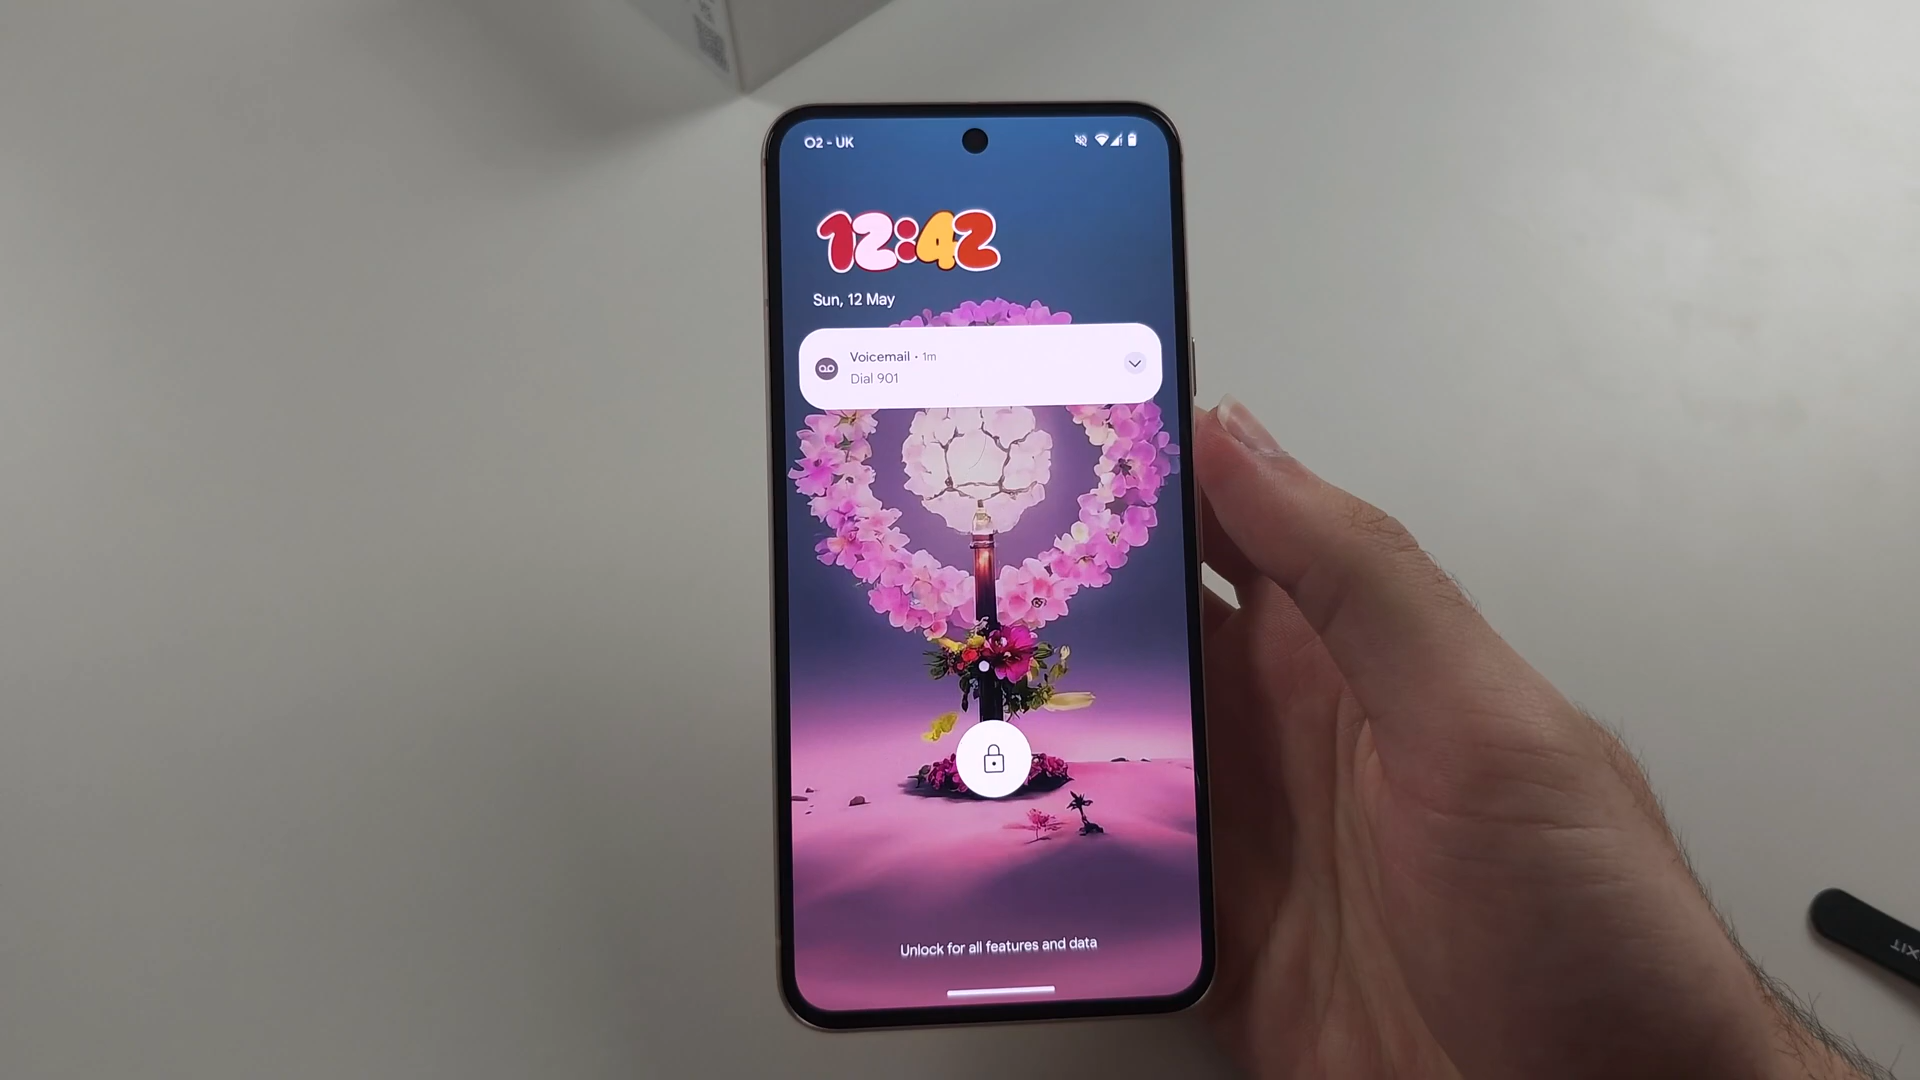 O2 - UK
12:42
Sun, 12 May
Voicemail • 1m
Dial 901
Unlock for all features and data